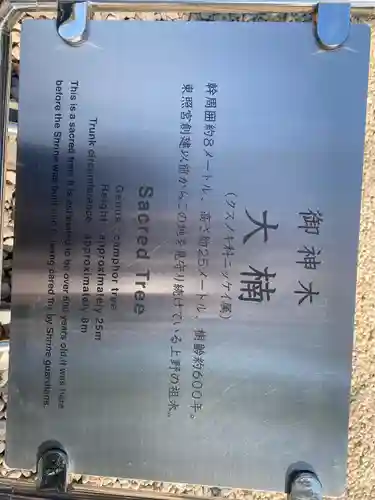 御神木
大楠
（クスノキ科ニッケイ属）
幹周囲約8メートル、高さ約25メートル、樹齢約600年。
東照宮創建以前からこの地を見守り続けている上野の祖木。
Sacred Tree
Genus : camphor tree
Height : approximately 25m
Trunk circumference : approximately 8m
This is a sacred tree. It is estimated to be over 600 years old. It was here
before the Shrine was built and is being cared for by Shrine guardians.